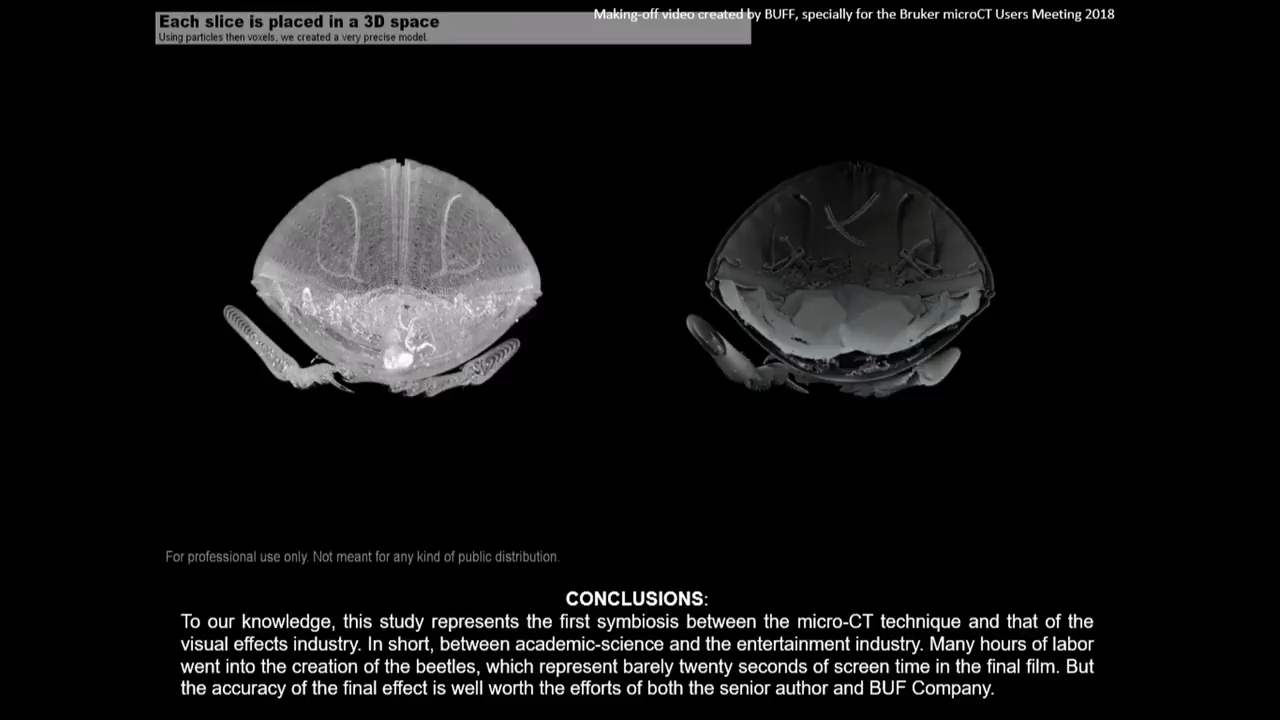 Each slice is placed in a 3D space
Using particles then voxels, we created a very precise model.
Making-off video created by BUFF, specially for the Bruker microCT Users Meeting 2018
For professional use only. Not meant for any kind of public distribution.
CONCLUSIONS:
To our knowledge, this study represents the first symbiosis between the micro-CT technique and that of the
visual effects industry. In short, between academic-science and the entertainment industry. Many hours of labor
went into the creation of the beetles, which represent barely twenty seconds of screen time in the final film. But
the accuracy of the final effect is well worth the efforts of both the senior author and BUF Company.